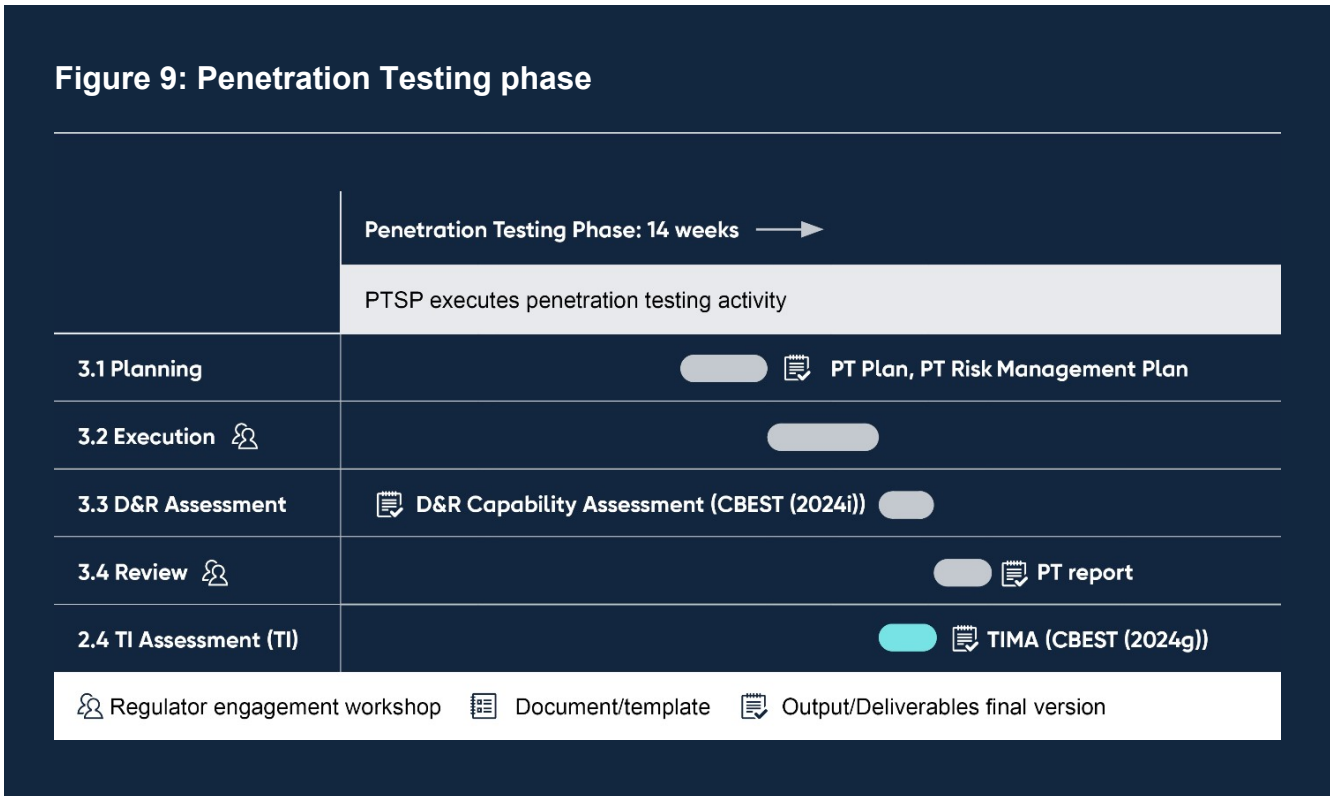 Figure 9: Penetration Testing phase
Penetration Testing Phase: 14 weeks
PTSP executes penetration testing activity
3.1 Planning
PT Plan, PT Risk Management Plan
3.2 Execution
3.3 D&R Assessment
D&R Capability Assessment (CBEST (2024i))
3.4 Review
PT report
2.4 TI Assessment (TI)
TIMA (CBEST (2024g))
Regulator engagement workshop
Document/template
Output/Deliverables final version